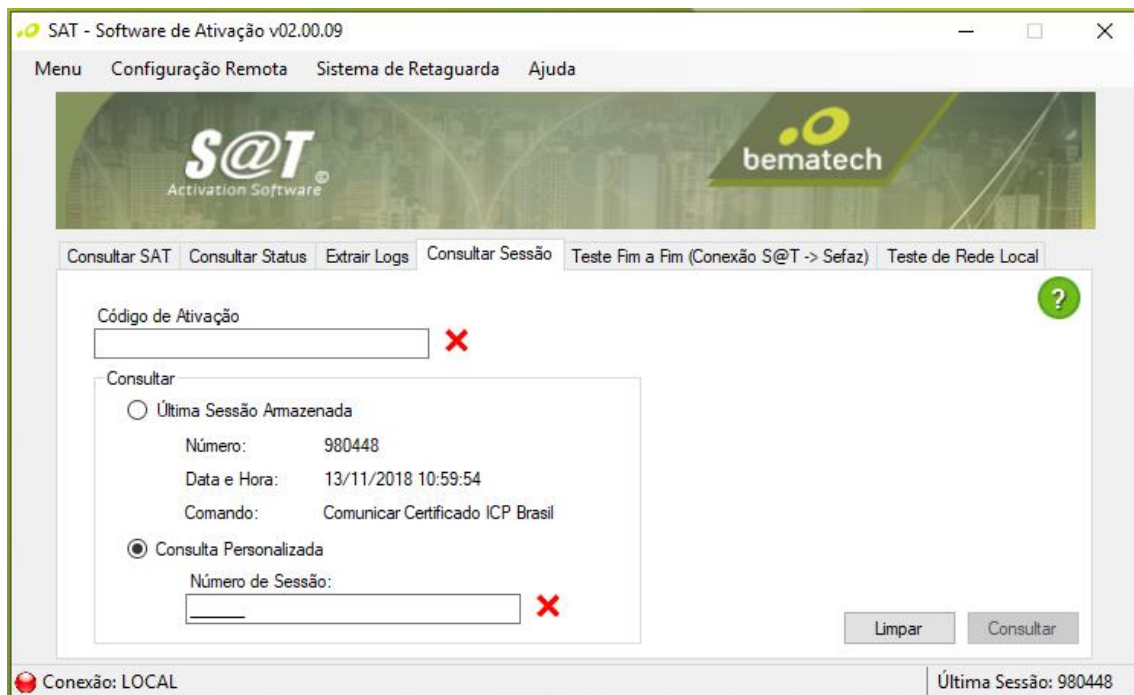 SAT - Software de Ativação v02.00.09
Menu Configuração Remota Sistema de Retaguarda Ajuda
S@T ©
Activation Software
bematech
Consultar SAT Consultar Status Extrair Logs Consultar Sessão Teste Fim a Fim (Conexão S@T -> Sefaz) Teste de Rede Local
?
Código de Ativação
Consultar
Última Sessão Armazenada
Número: 980448
Data e Hora: 13/11/2018 10:59:54
Comando: Comunicar Certificado ICP Brasil
Consulta Personalizada
Número de Sessão:
______
Limpar Consultar
Conexão: LOCAL Última Sessão: 980448